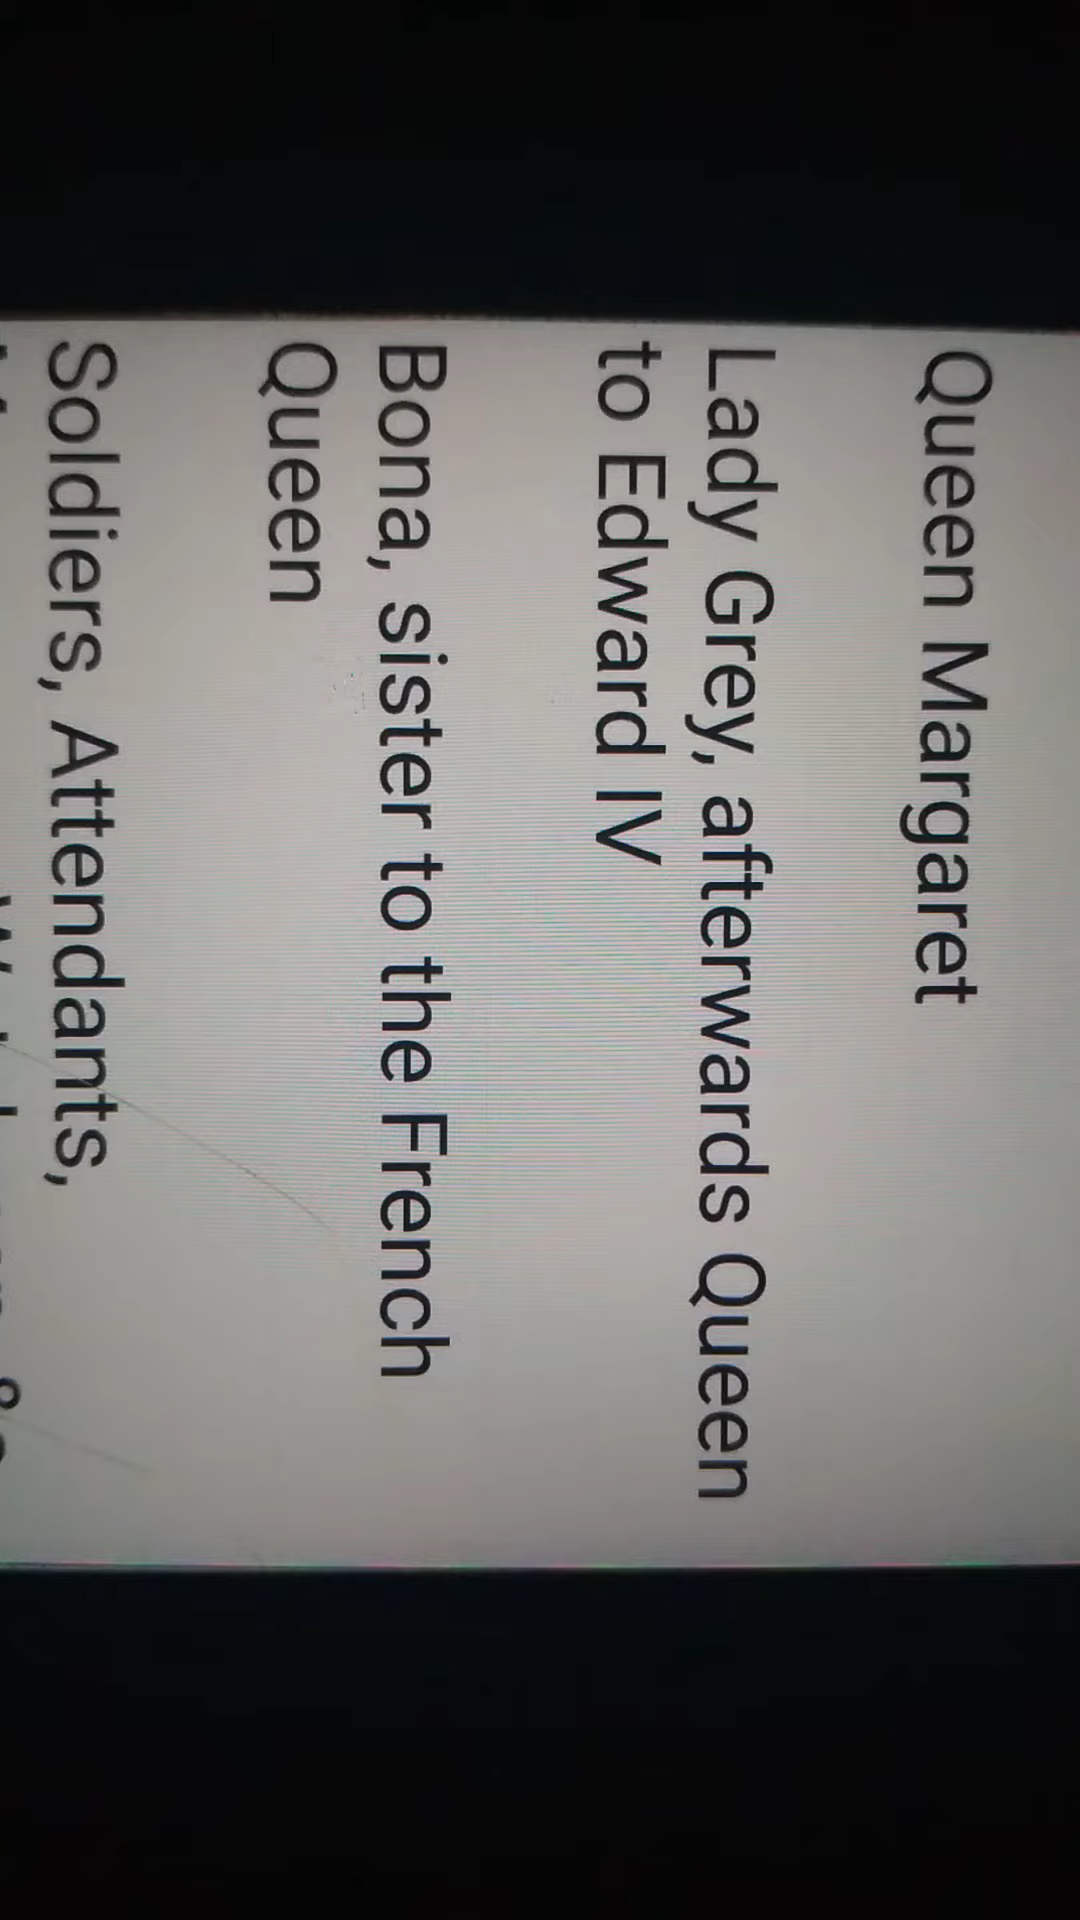 Queen Margaret
Lady Grey, afterwards Queen
to Edward IV
Bona, sister to the French
Queen
Soldiers, Attendants,